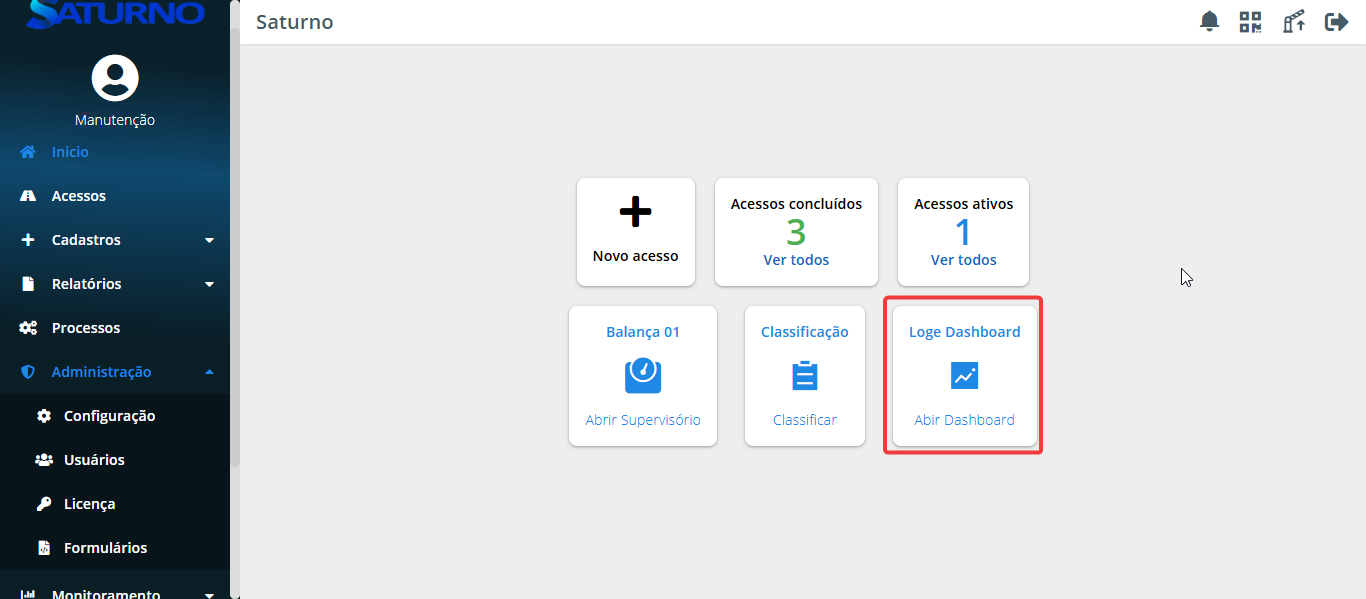 SATURNO
Saturno
Manutenção
Inicio
Acessos
Cadastros
Relatórios
Processos
Administração
Configuração
Usuários
Licença
Formulários
Monitoramento
Novo acesso
Acessos concluídos
3
Ver todos
Acessos ativos
1
Ver todos
Balança 01
Abrir Supervisório
Classificação
Classificar
Loge Dashboard
Abir Dashboard